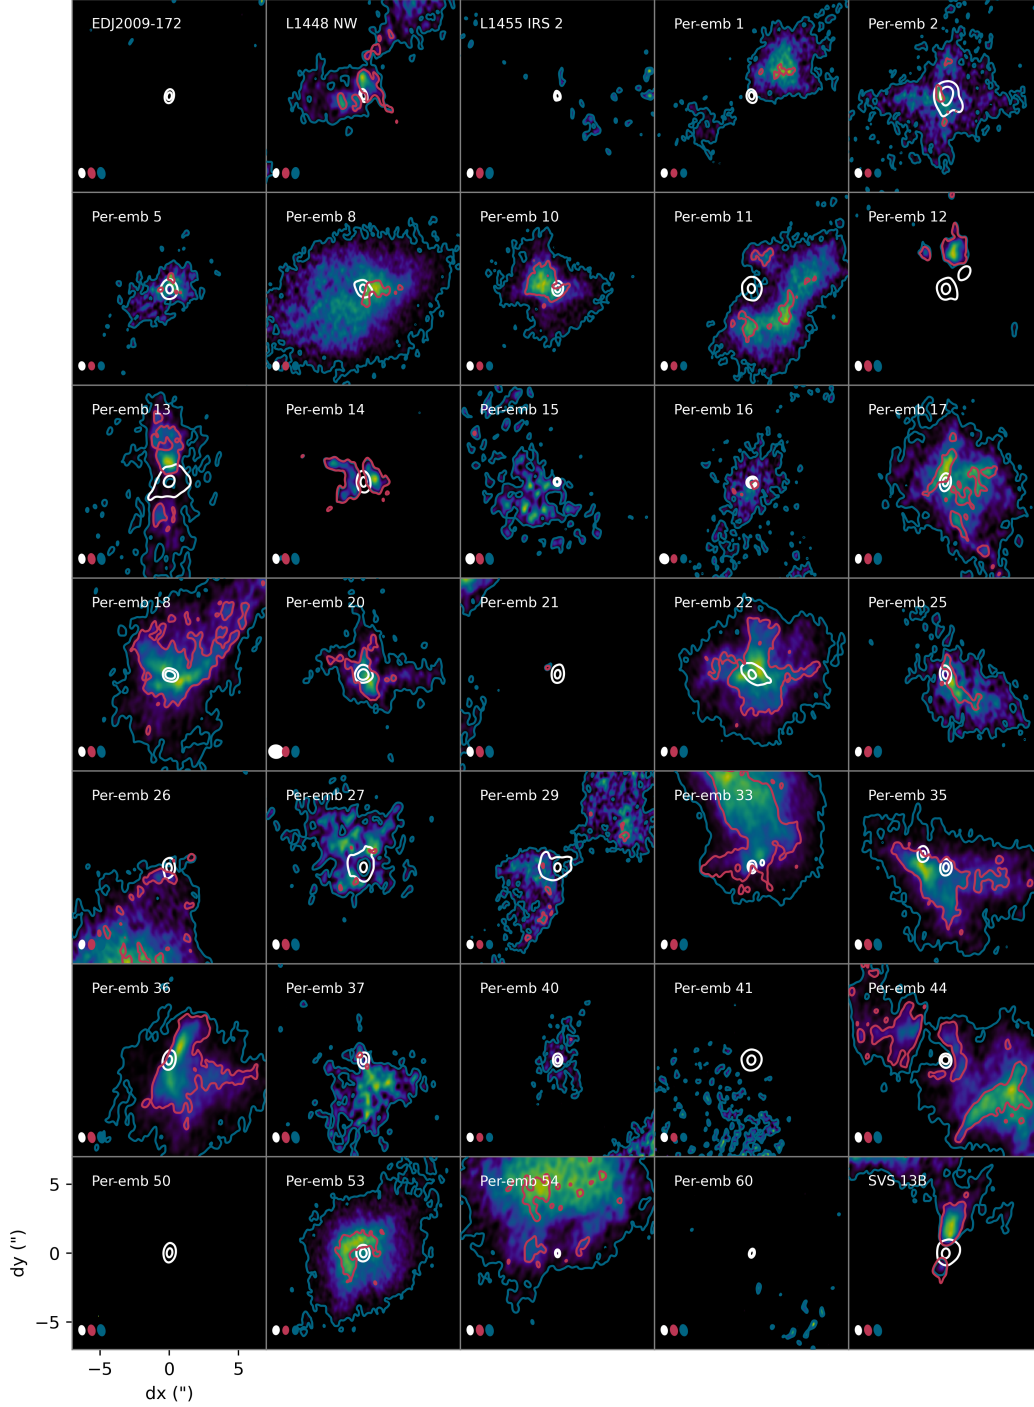 EDJ2009-172 L1448 NW L1455 IRS 2 Per-emb 1 Per-emb 2
Per-emb 5 Per-emb 8 Per-emb 10 Per-emb 11 Per-emb 12
Per-emb 13 Per-emb 14 Per-emb 15 Per-emb 16 Per-emb 17
Per-emb 18 Per-emb 20 Per-emb 21 Per-emb 22 Per-emb 25
Per-emb 26 Per-emb 27 Per-emb 29 Per-emb 33 Per-emb 35
Per-emb 36 Per-emb 37 Per-emb 40 Per-emb 41 Per-emb 44
Per-emb 50 Per-emb 53 Per-emb 54 Per-emb 60 SVS 13B
5
0
−5
dy (")
−5 0 5
dx (")